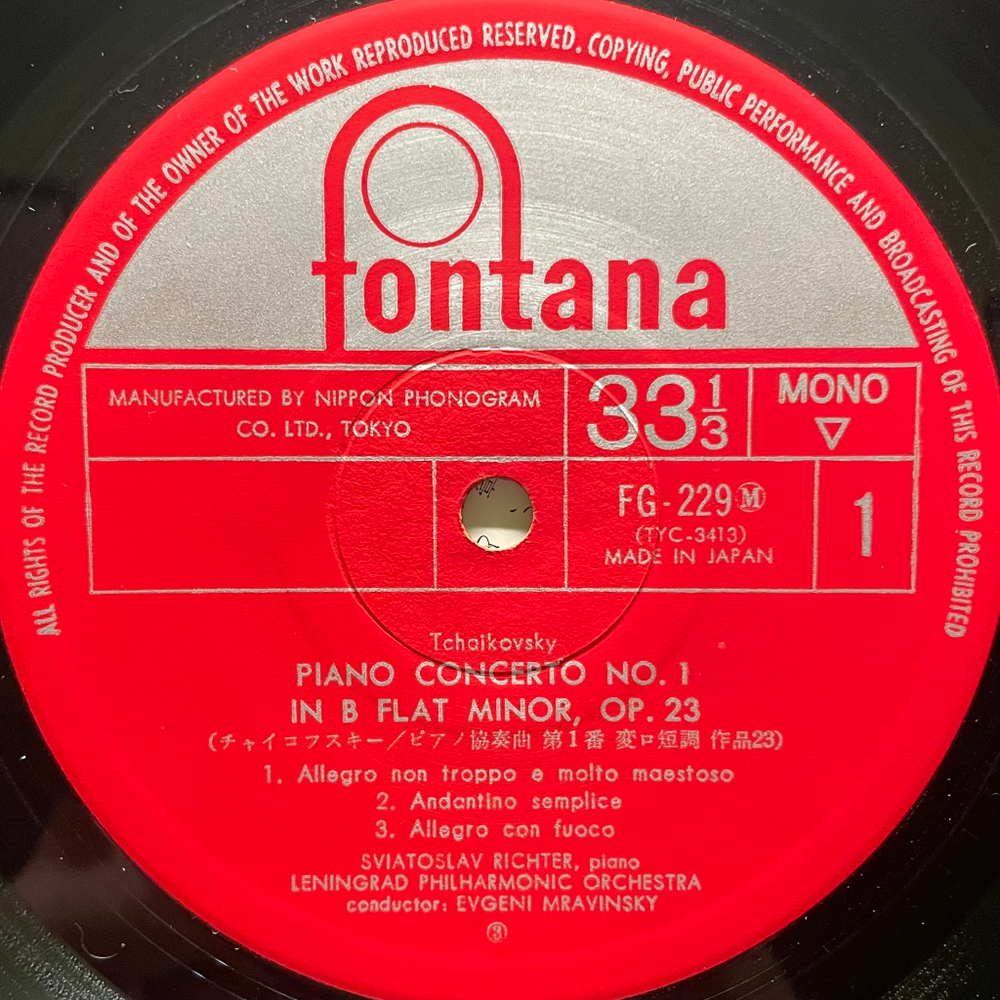 ALL RIGHTS OF THE RECORD PRODUCER AND OF THE OWNER OF THE WORK REPRODUCED RESERVED. COPYING, PUBLIC PERFORMANCE AND BROADCASTING OF THIS RECORD PROHIBITED
fontana
MANUFACTURED BY NIPPON PHONOGRAM
CO. LTD., TOKYO
33 1/3
MONO
▽
FG-229Ⓜ
(TYC-3413)
MADE IN JAPAN
1
Tchaikovsky
PIANO CONCERTO NO. 1
IN B FLAT MINOR, OP. 23
(チャイコフスキー/ピアノ協奏曲 第1番 変ロ短調 作品23)
1. Allegro non troppo e molto maestoso
2. Andantino semplice
3. Allegro con fuoco
SVIATOSLAV RICHTER, piano
LENINGRAD PHILHARMONIC ORCHESTRA
conductor: EVGENI MRAVINSKY
③